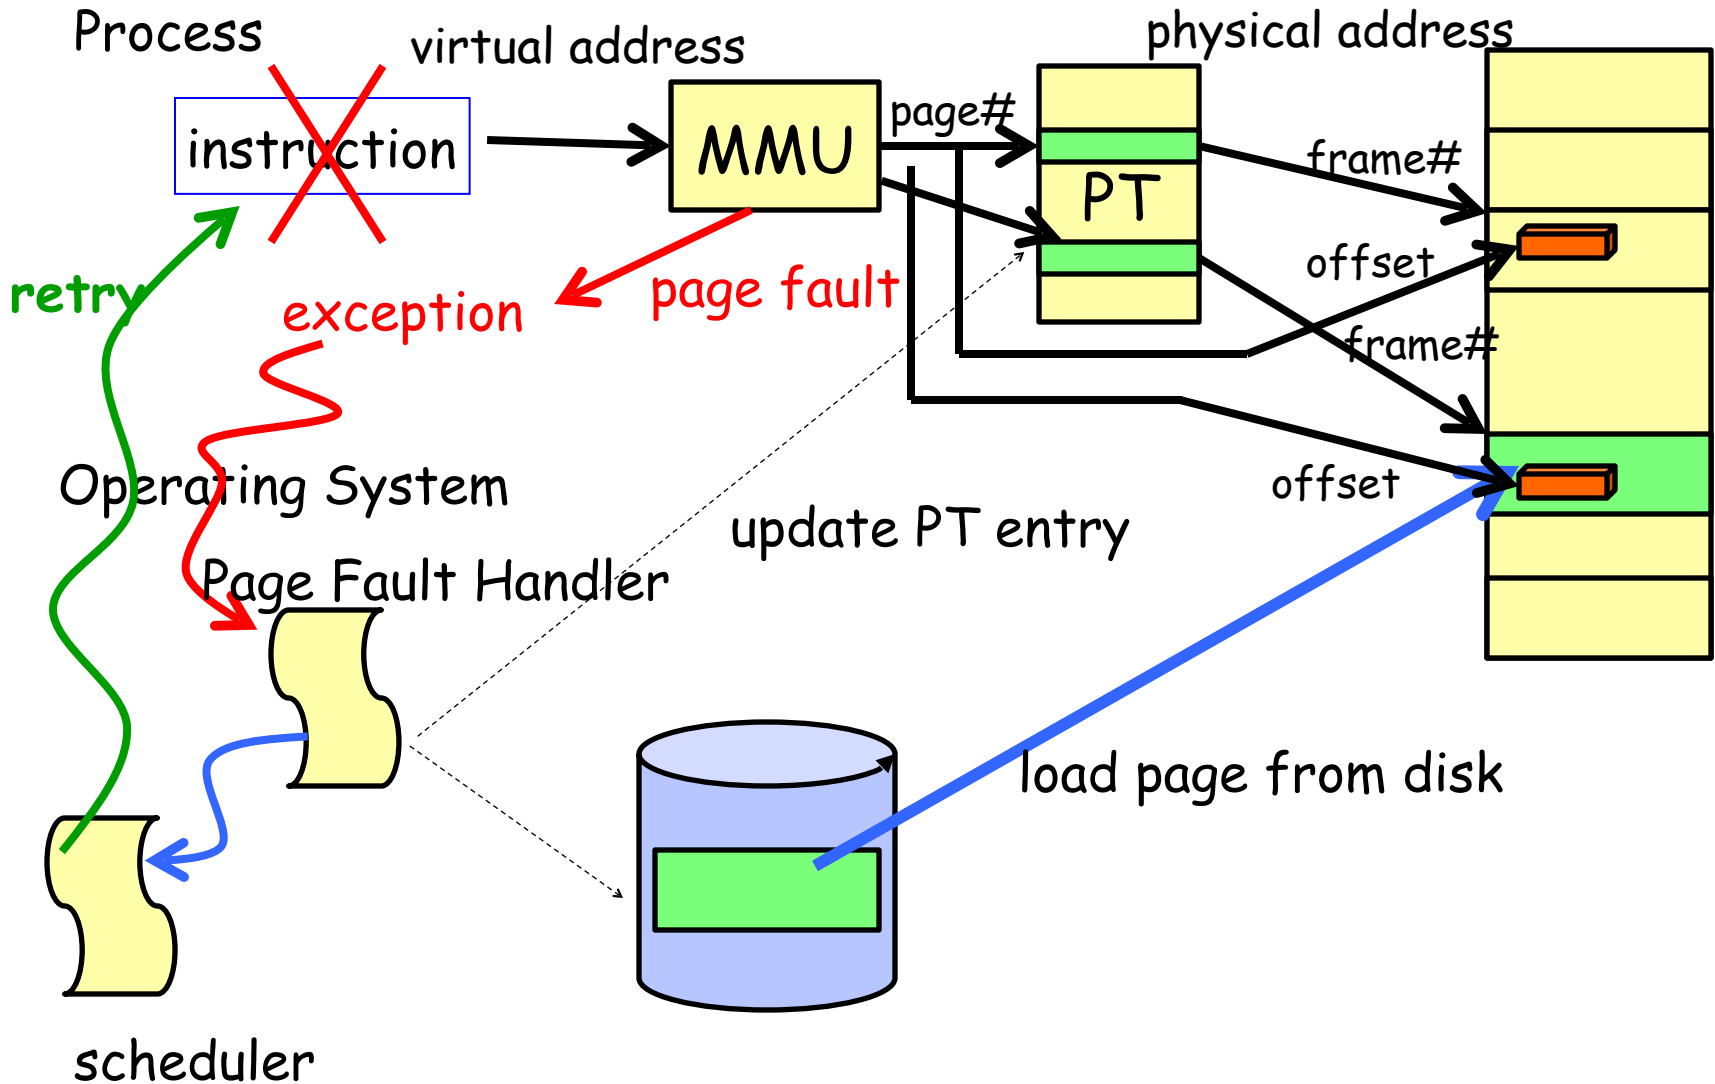 Process
virtual address
physical address
instruction
MMU
page#
PT
frame#
offset
retry
exception
page fault
frame#
Operating System
offset
update PT entry
Page Fault Handler
load page from disk
scheduler